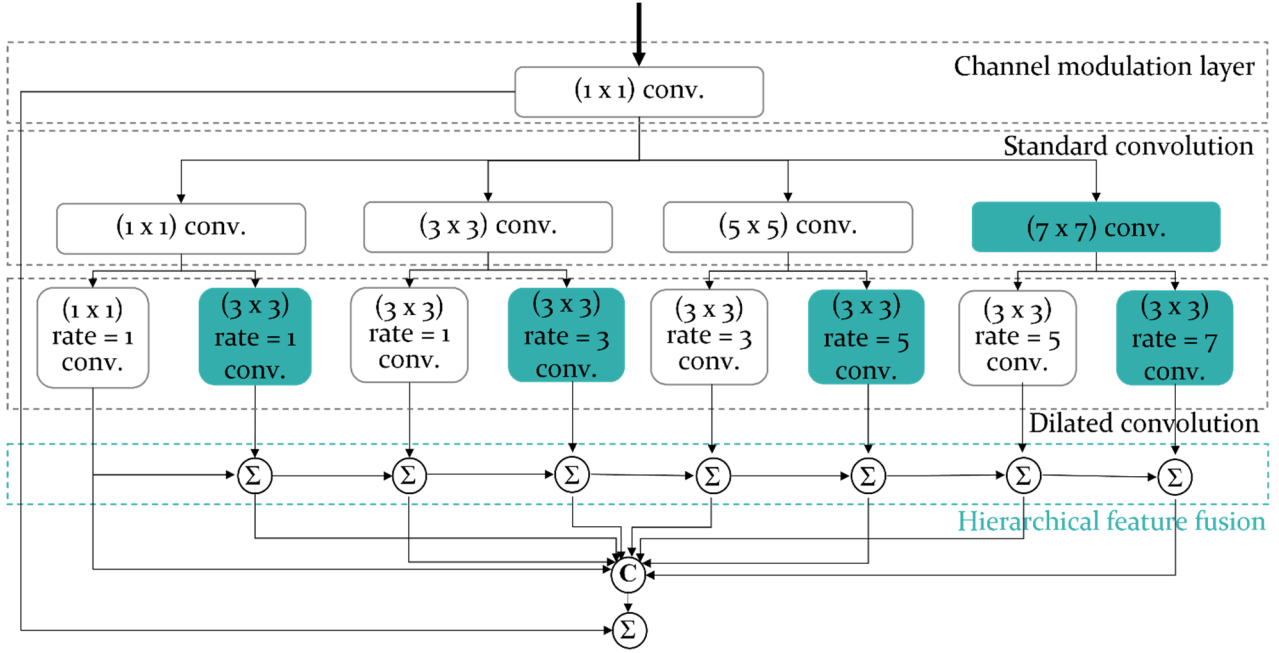 Channel modulation layer
(1 x 1) conv.
Standard convolution
(1 x 1) conv.
(3 x 3) conv.
(5 x 5) conv.
(7 x 7) conv.
(1 x 1)
rate = 1
conv.
(3 x 3)
rate = 1
conv.
(3 x 3)
rate = 1
conv.
(3 x 3)
rate = 3
conv.
(3 x 3)
rate = 3
conv.
(3 x 3)
rate = 5
conv.
(3 x 3)
rate = 5
conv.
(3 x 3)
rate = 7
conv.
Dilated convolution
Σ Σ Σ Σ Σ Σ Σ
Hierarchical feature fusion
C
Σ